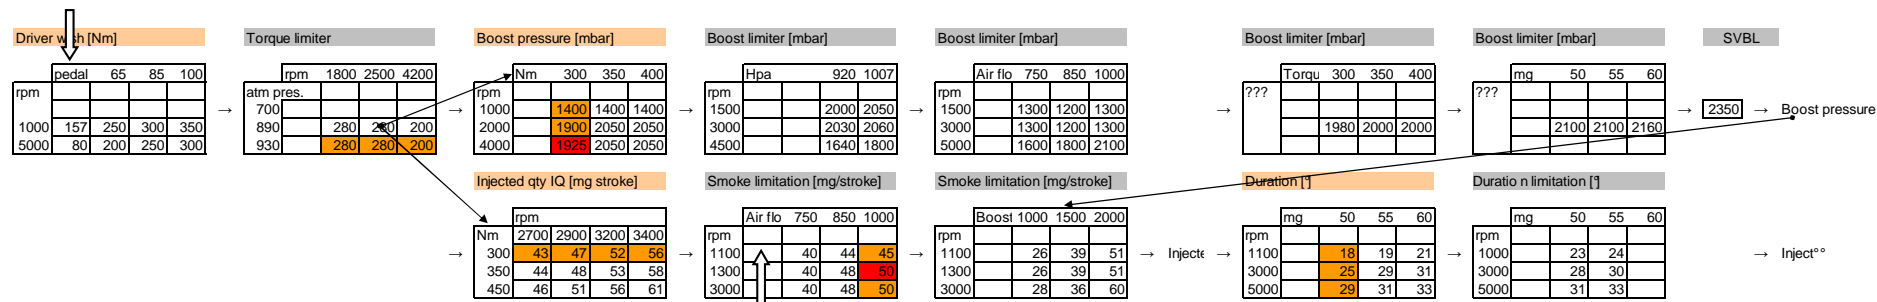 Driver wish [Nm] Torque limiter Boost pressure [mbar] Boost limiter [mbar] Boost limiter [mbar] Boost limiter [mbar] Boost limiter [mbar] SVBL
pedal 65 85 100 rpm 1800 2500 4200 Nm 300 350 400 Hpa 920 1007 Air flo 750 850 1000 Torqu 300 350 400 mg 50 55 60
rpm atm pres. rpm rpm rpm ??? ???
700 → 1000 1400 1400 1400 → 1500 2000 2050 → 1500 1300 1200 1300 → → → 2350 → Boost pressure
1000 157 250 300 350 890 280 280 200 2000 1900 2050 2050 3000 2030 2060 3000 1300 1200 1300 1980 2000 2000 2100 2100 2160
5000 80 200 250 300 930 280 280 200 4000 1925 2050 2050 4500 1640 1800 5000 1600 1800 2100
Injected qty IQ [mg stroke] Smoke limitation [mg/stroke] Smoke limitation [mg/stroke] Duration [°] Duratio n limitation [°]
rpm Air flo 750 850 1000 Boost 1000 1500 2000 mg 50 55 60 mg 50 55 60
Nm 2700 2900 3200 3400 rpm rpm rpm rpm
→ 300 43 47 52 56 → 1100 40 44 45 → 1100 26 39 51 → Injecte → 1100 18 19 21 → 1000 23 24 → Inject°°
350 44 48 53 58 1300 40 48 50 1300 26 39 51 3000 25 29 31 3000 28 30
450 46 51 56 61 3000 40 48 50 3000 28 36 60 5000 29 31 33 5000 31 33